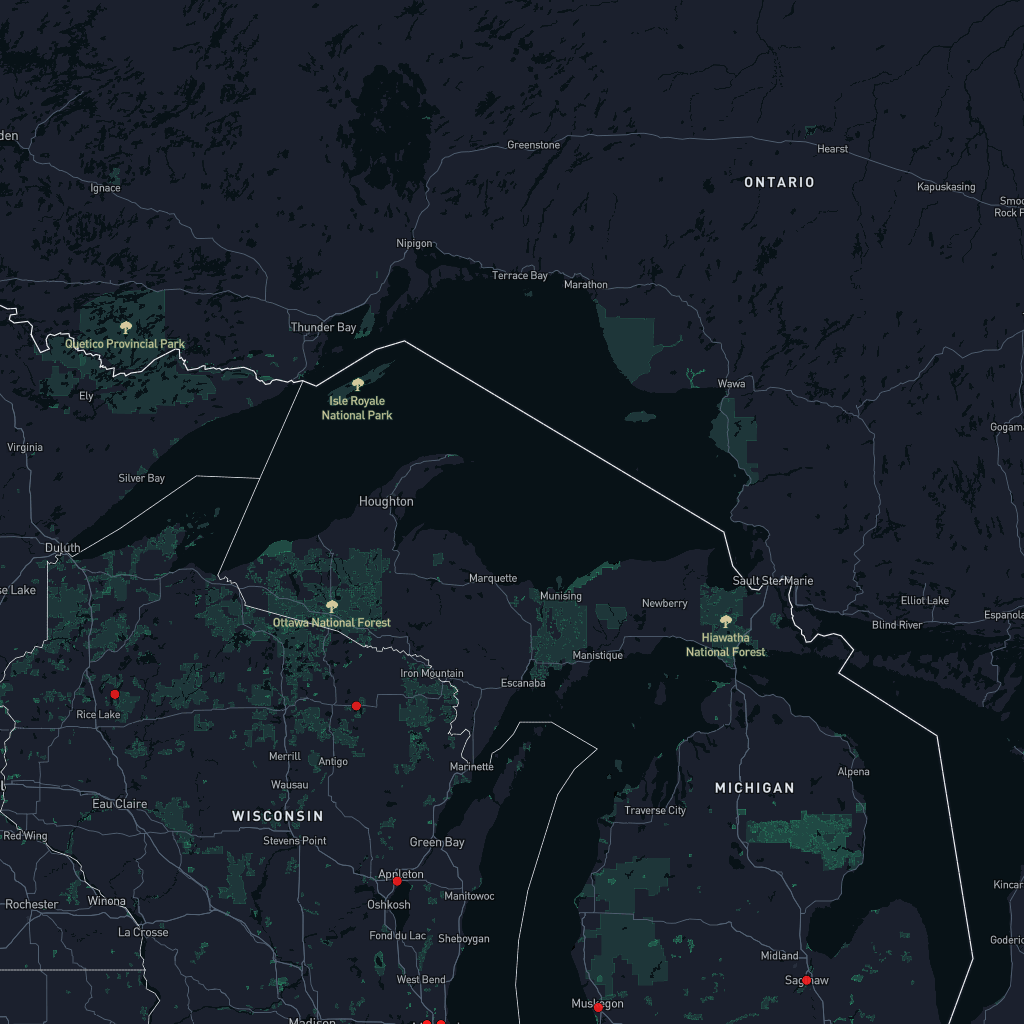 den
Greenstone
Hearst
ONTARIO
Ignace
Kapuskasing
Smoo
Rock F
Nipigon
Terrace Bay
Marathon
Thunder Bay
Quetico Provincial Park
Wawa
Ely
Isle Royale
National Park
Gogama
Virginia
Silver Bay
Houghton
Duluth
Marquette
Sault Ste. Marie
se Lake
Munising
Newberry
Elliot Lake
Espanola
Ottawa National Forest
Blind River
Hiawatha
National Forest
Manistique
Iron Mountain
Escanaba
Rice Lake
Merrill
Antigo
Marinette
Alpena
Wausau
MICHIGAN
Eau Claire
Traverse City
WISCONSIN
Red Wing
Stevens Point
Green Bay
Appleton
Kincar
Manitowoc
Rochester
Winona
Oshkosh
La Crosse
Fond du Lac
Sheboygan
Goderic
Midland
West Bend
Saginaw
Muskegon
Madison